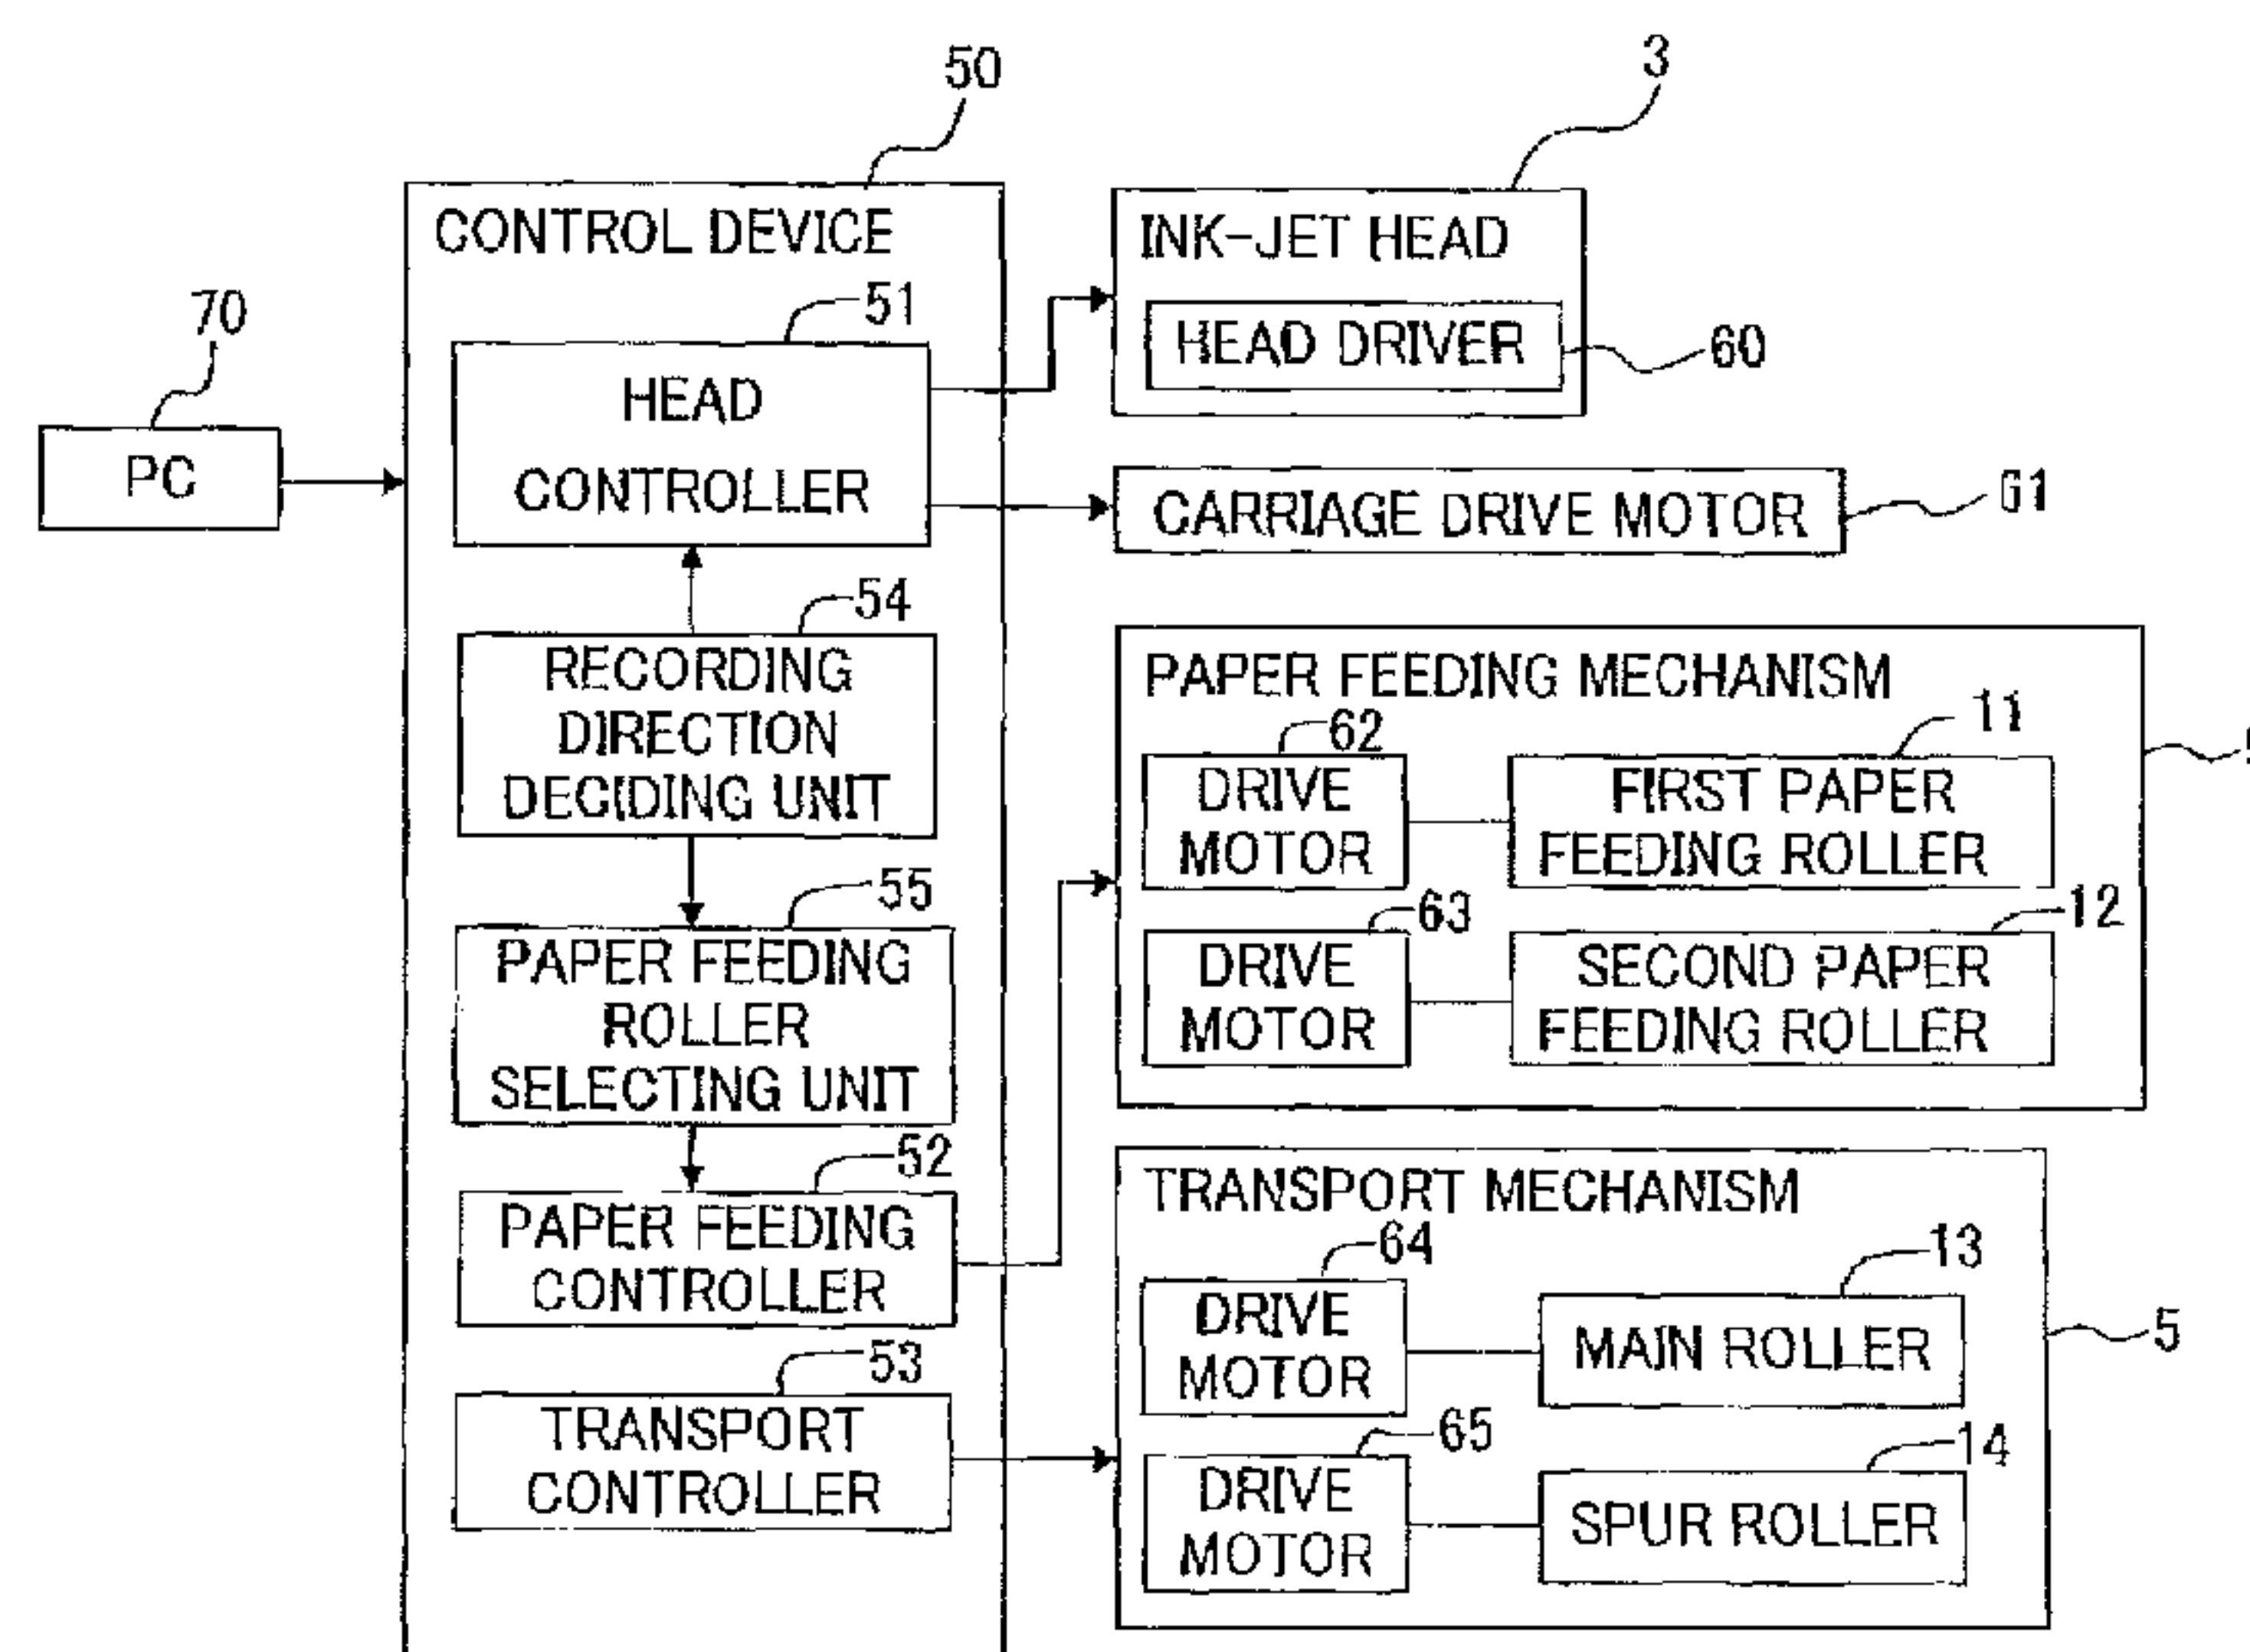 50
3
CONTROL DEVICE
INK-JET HEAD
70
51
HEAD DRIVER
60
HEAD
CONTROLLER
PC
CARRIAGE DRIVE MOTOR
61
54
RECORDING
DIRECTION
DECIDING UNIT
PAPER FEEDING MECHANISM
62
11
DRIVE
MOTOR
FIRST PAPER
FEEDING ROLLER
55
63
12
PAPER FEEDING
ROLLER
SELECTING UNIT
DRIVE
MOTOR
SECOND PAPER
FEEDING ROLLER
52
PAPER FEEDING
CONTROLLER
TRANSPORT MECHANISM
64
13
DRIVE
MOTOR
MAIN ROLLER
5
53
TRANSPORT
CONTROLLER
65
14
DRIVE
MOTOR
SPUR ROLLER